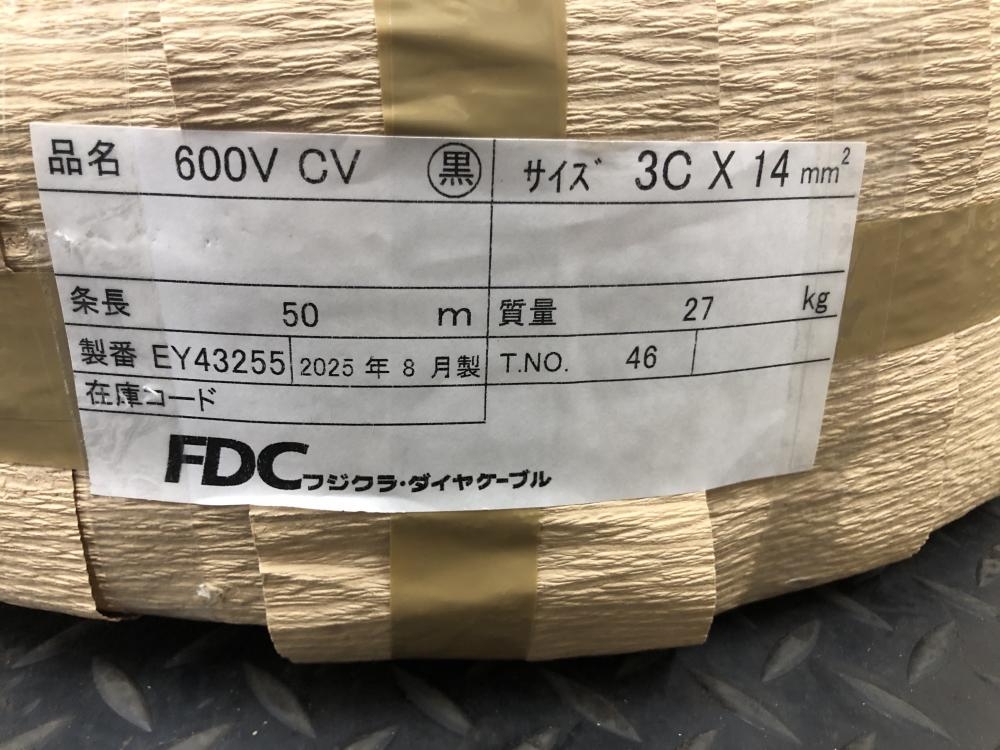 品名 600V CV 黒 サイズ 3C X 14 mm²
条長 50 m 質量 27 kg
製番 EY43255 2025 年 8 月製 T.NO. 46
在庫コード
FDC フジクラ・ダイヤケーブル